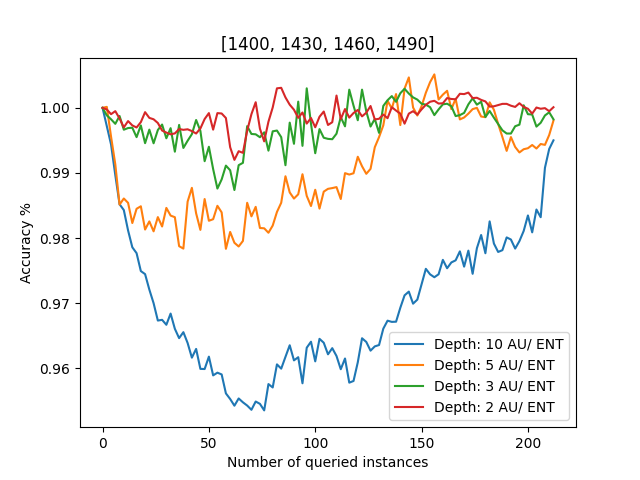 [1400, 1430, 1460, 1490]
Accuracy %
1.00
0.99
0.98
0.97
0.96
0 50 100 150 200
Number of queried instances
Depth: 10 AU/ ENT
Depth: 5 AU/ ENT
Depth: 3 AU/ ENT
Depth: 2 AU/ ENT